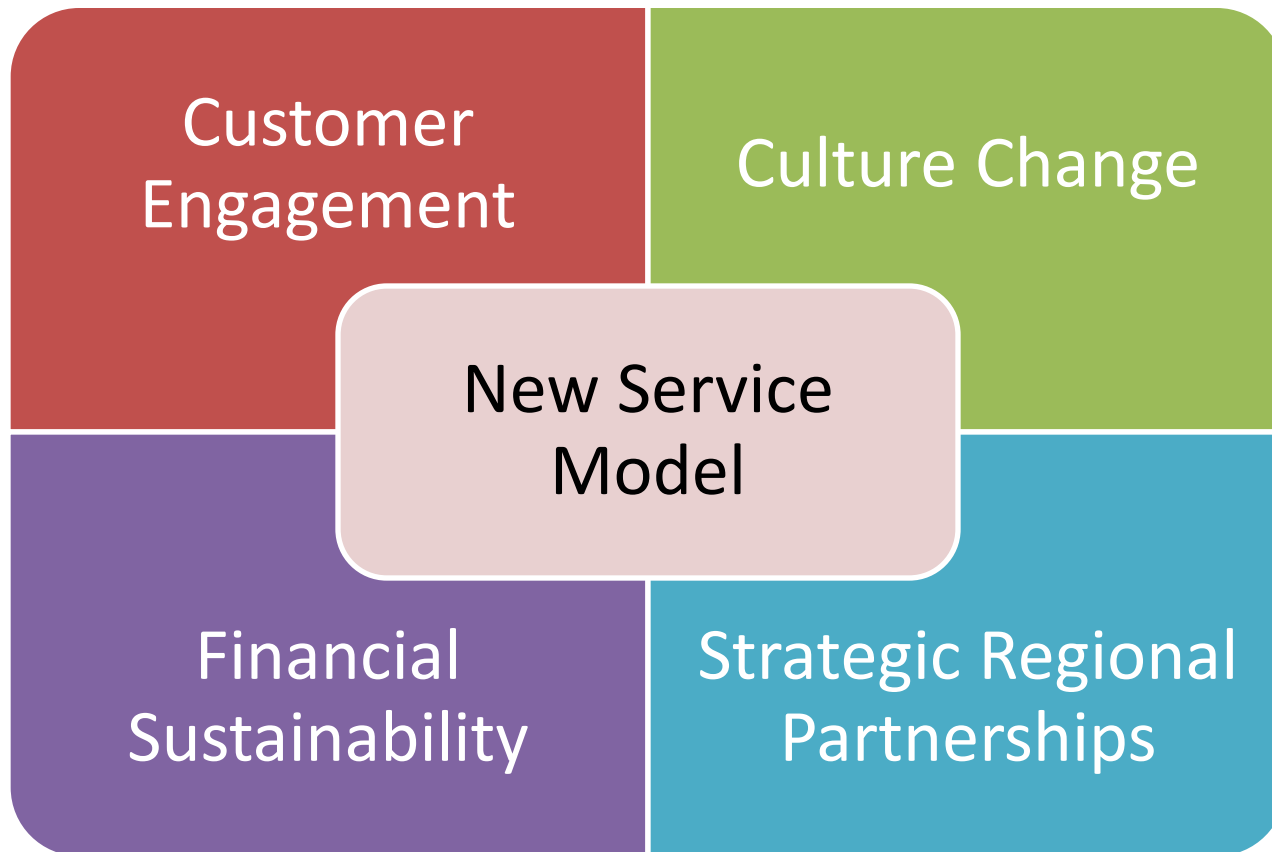 Customer
Engagement
Culture Change
New Service
Model
Financial
Sustainability
Strategic Regional
Partnerships